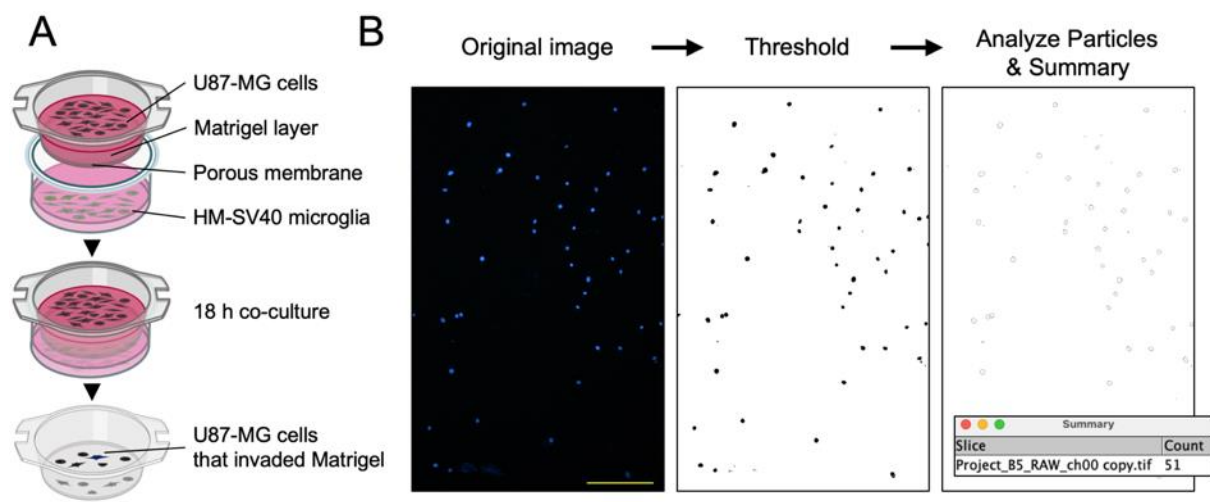 A
U87-MG cells
Matrigel layer
Porous membrane
HM-SV40 microglia
18 h co-culture
U87-MG cells
that invaded Matrigel
B
Original image
Threshold
Analyze Particles
& Summary
Summary
Slice Count
Project_B5_RAW_ch00 copy.tif 51